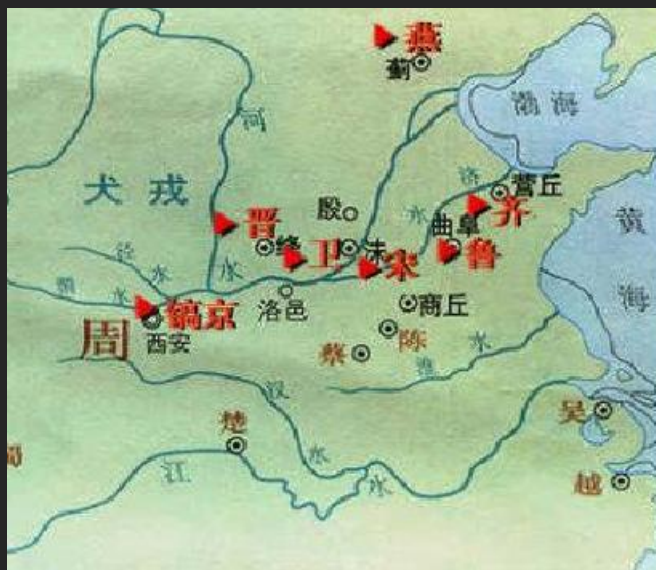 燕
蓟
渤海
河
犬戎
济
营丘
齐
殷
水
曲阜
黄海
晋
绛
卫
沫
宋
鲁
泾
水
水
渭
水
镐京
洛邑
商丘
周
西安
陈
蔡
淮
水
汉
吴
楚
水
江
水
越